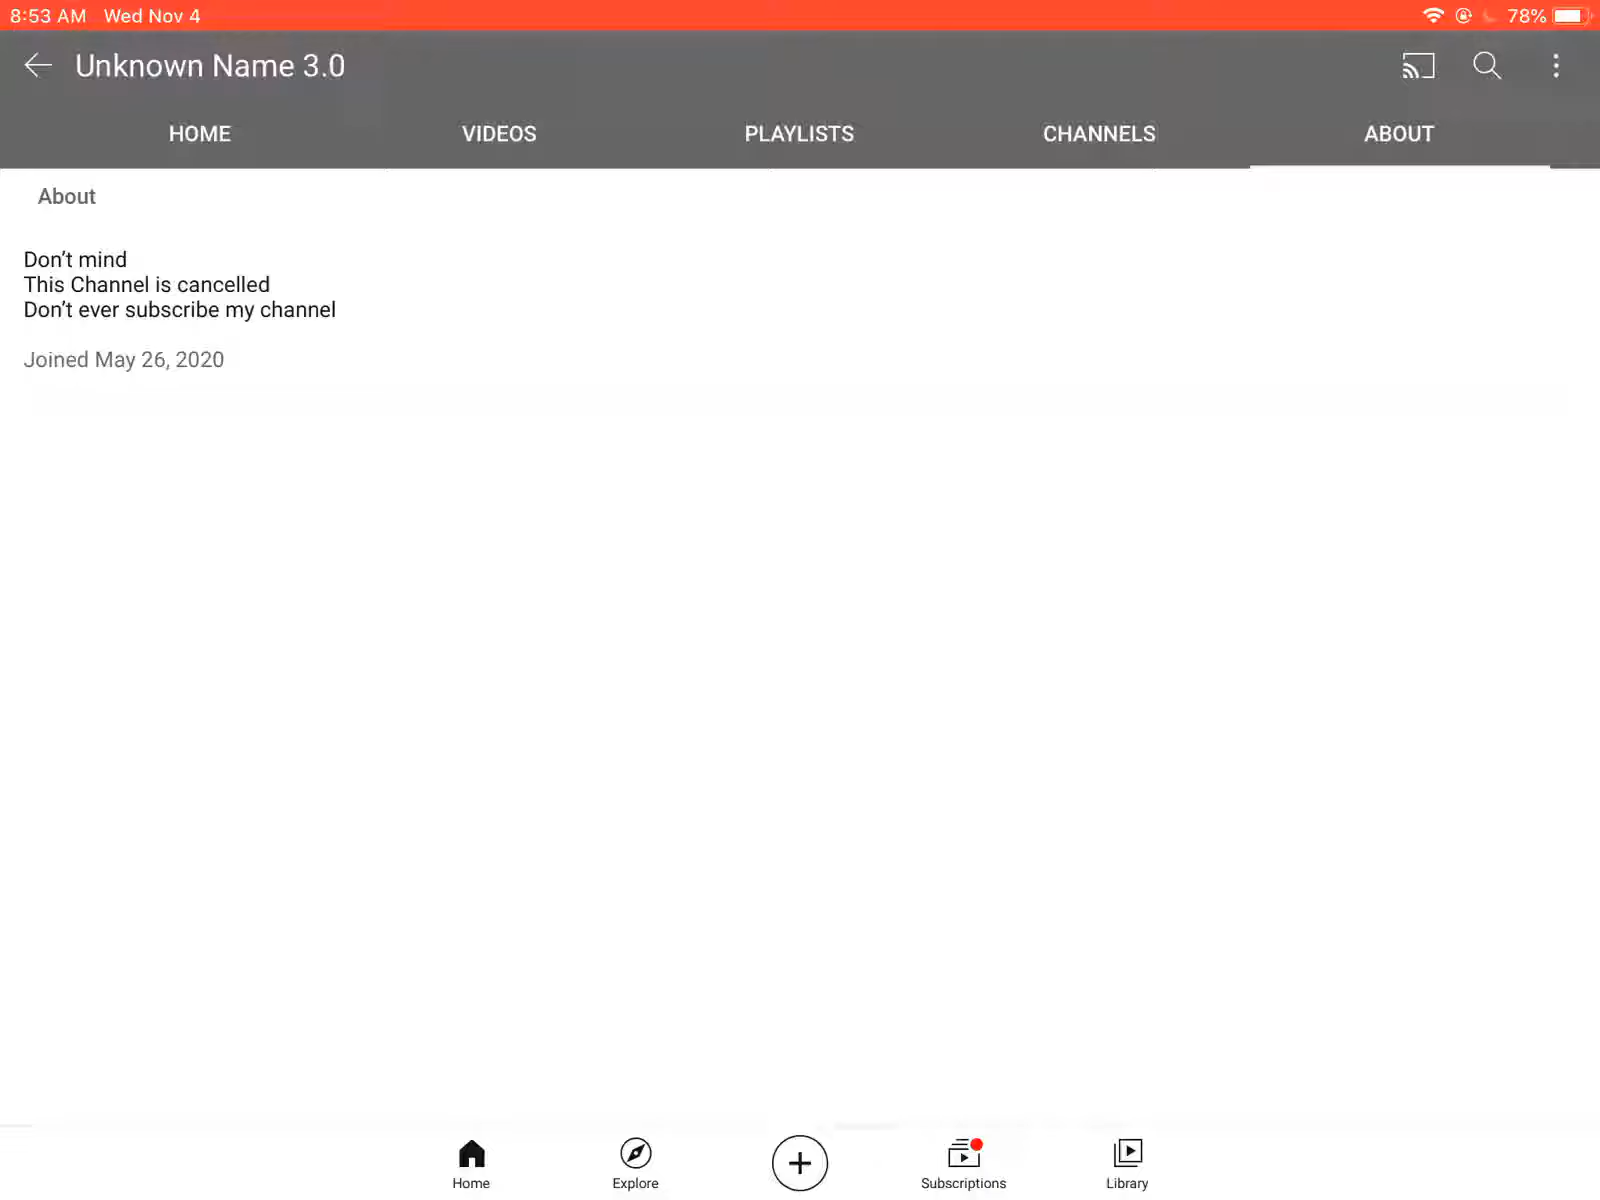 8:53 AM Wed Nov 4 78%
Unknown Name 3.0
HOME VIDEOS PLAYLISTS CHANNELS ABOUT
About
Don't mind
This Channel is cancelled
Don't ever subscribe my channel
Joined May 26, 2020
Home Explore Subscriptions Library